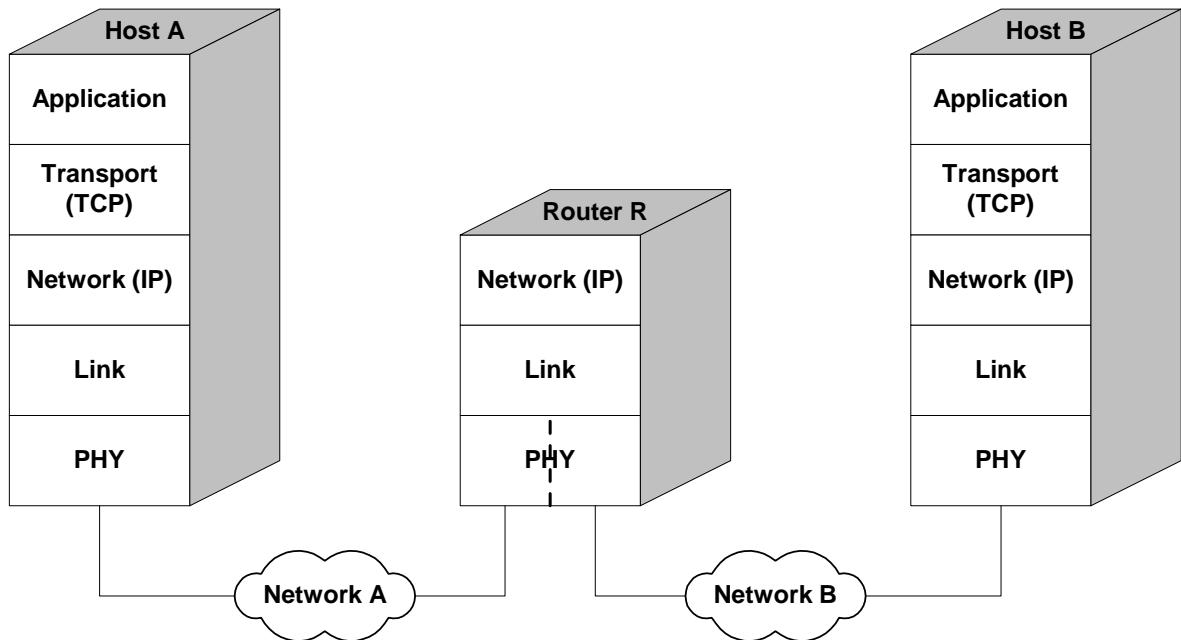 Host A
Application
Transport
(TCP)
Network (IP)
Link
PHY
Router R
Network (IP)
Link
PHY
Host B
Application
Transport
(TCP)
Network (IP)
Link
PHY
Network A
Network B